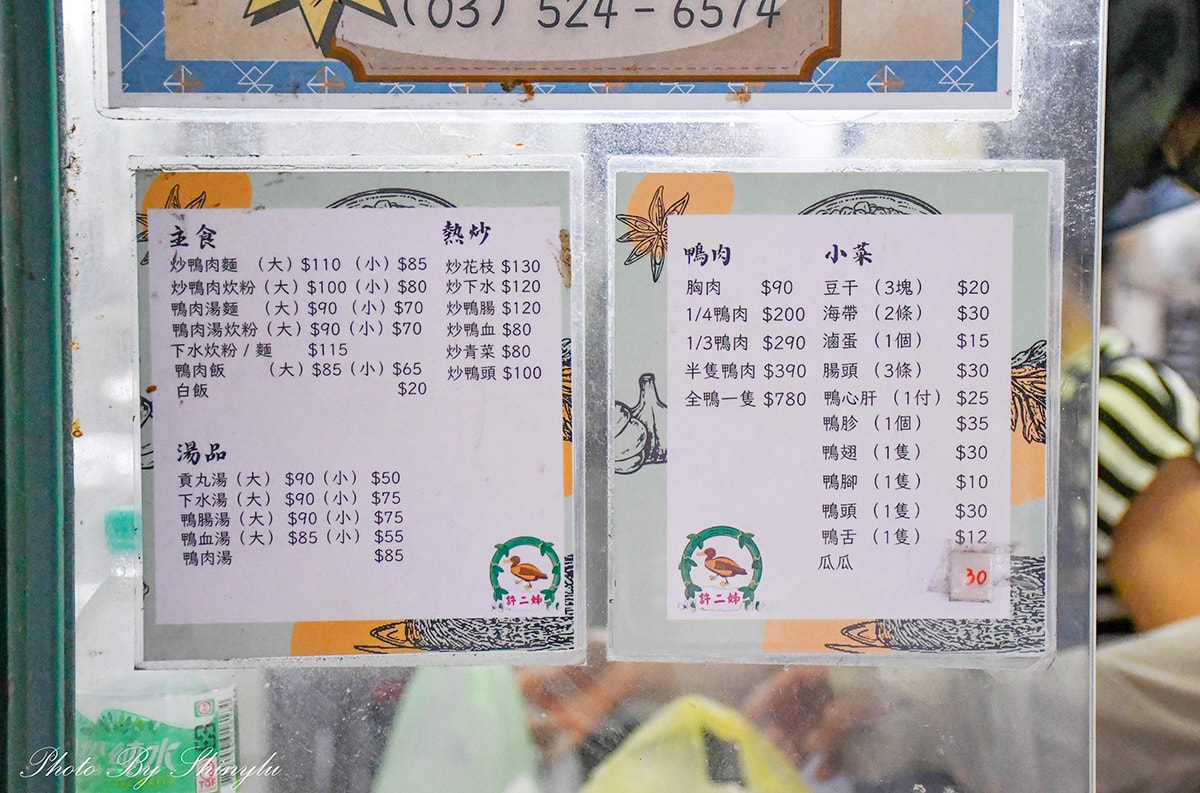 (03) 524-6574
主食
炒鴨肉麵 （大）$110 （小）$85
炒鴨肉炊粉（大）$100（小）$80
鴨肉湯麵 （大）$90 （小）$70
鴨肉湯炊粉（大）$90（小）$70
下水炊粉 / 麵 $115
鴨肉飯 （大）$85（小）$65
白飯 $20
熱炒
炒花枝 $130
炒下水 $120
炒鴨腸 $120
炒鴨血 $80
炒青菜 $80
炒鴨頭 $100
湯品
貢丸湯（大） $90（小） $50
下水湯（大） $90（小） $75
鴨腸湯（大） $90（小） $75
鴨血湯（大） $85（小） $55
鴨肉湯 $85
許二姊
鴨肉
胸肉 $90
1/4鴨肉 $200
1/3鴨肉 $290
半隻鴨肉 $390
全鴨一隻 $780
小菜
豆干（3塊） $20
海帶（2條） $30
滷蛋（1個） $15
腸頭（3條） $30
鴨心肝（1付） $25
鴨胗（1個） $35
鴨翅（1隻） $30
鴨腳（1隻） $10
鴨頭（1隻） $30
鴨舌（1隻） $12
瓜瓜 30
許二姊
Photo By Shinylu